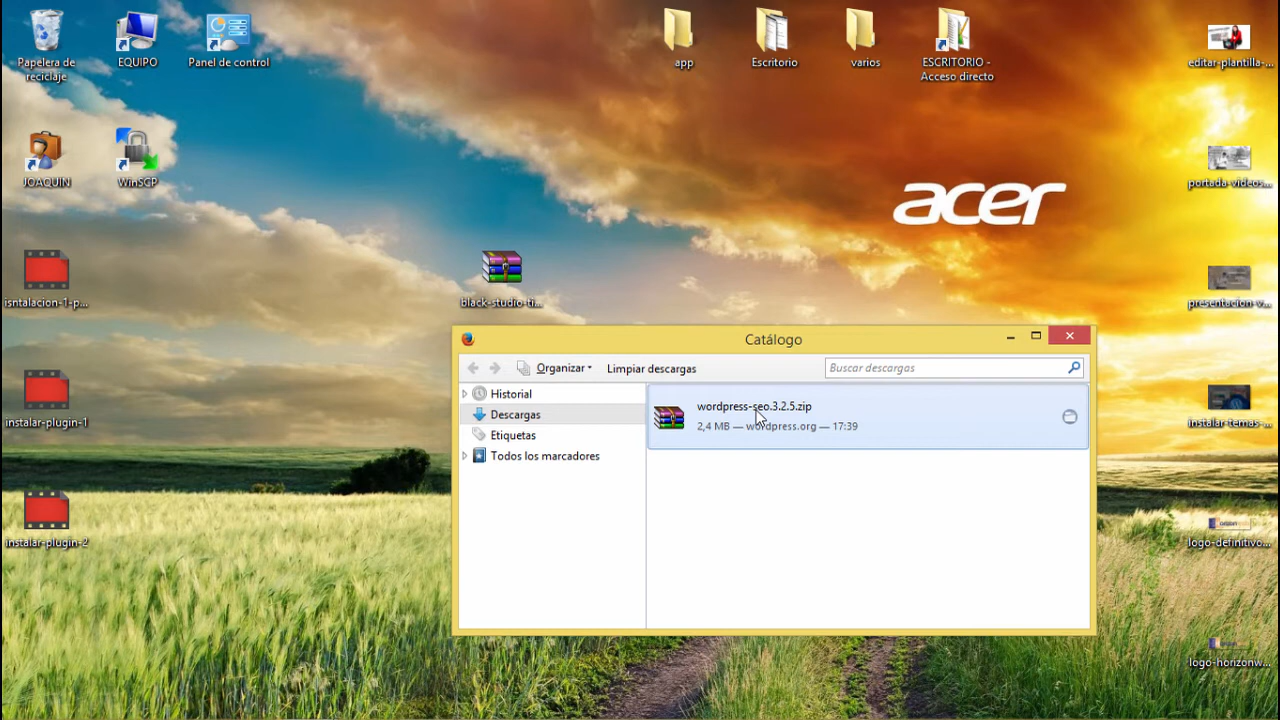 Papelera de
reciclaje
EQUIPO
Panel de control
app
Escritorio
varios
ESCRITORIO -
Acceso directo
editar-plantilla-...
JOAQUIN
WinSCP
portada-videos...
acer
isntalacion-1-p...
black-studio-ti...
presentacion-v...
Catálogo
Organizar
Limpiar descargas
Buscar descargas
Historial
Descargas
Etiquetas
Todos los marcadores
wordpress-seo.3.2.5.zip
2,4 MB — wordpress.org — 17:39
instalar-plugin-1
instalar-temas-...
instalar-plugin-2
logo-definitivo...
logo-horizonw...